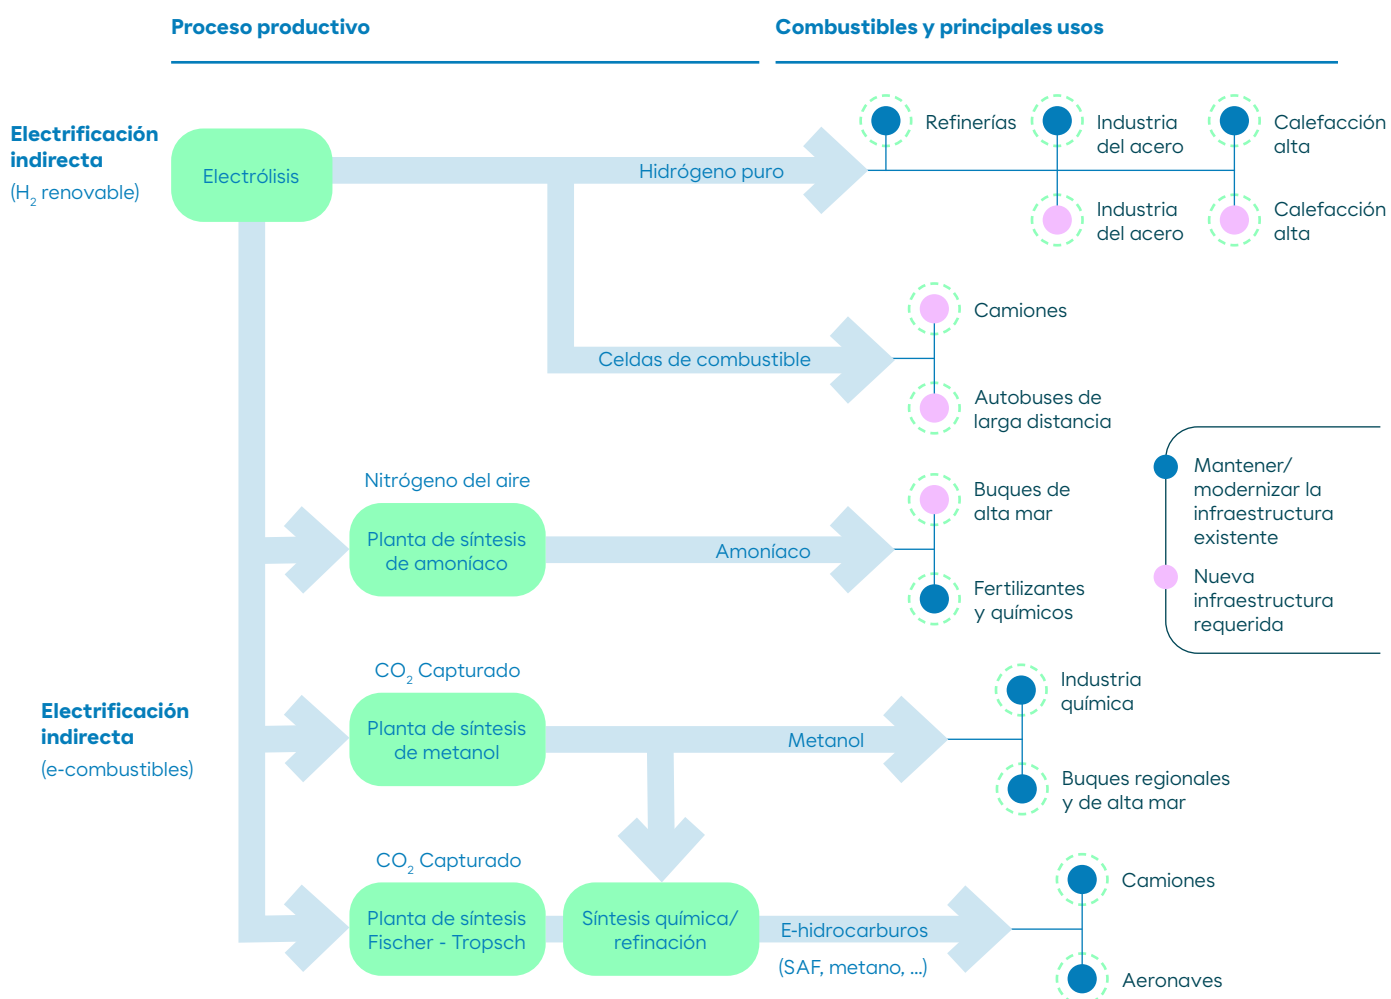 Proceso productivo
Combustibles y principales usos
Electrificación
indirecta
(H₂ renovable)
Electrólisis
Hidrógeno puro
Refinerías
Industria
del acero
Calefacción
alta
Industria
del acero
Calefacción
alta
Celdas de combustible
Camiones
Autobuses de
larga distancia
Nitrógeno del aire
Planta de síntesis
de amoníaco
Amoníaco
Buques de
alta mar
Fertilizantes
y químicos
Mantener/
modernizar la
infraestructura
existente
Nueva
infraestructura
requerida
Electrificación
indirecta
(e-combustibles)
CO₂ Capturado
Planta de síntesis
de metanol
Metanol
Industria
química
Buques regionales
y de alta mar
CO₂ Capturado
Planta de síntesis
Fischer - Tropsch
Síntesis química/
refinación
E-hidrocarburos
(SAF, metano, ...)
Camiones
Aeronaves